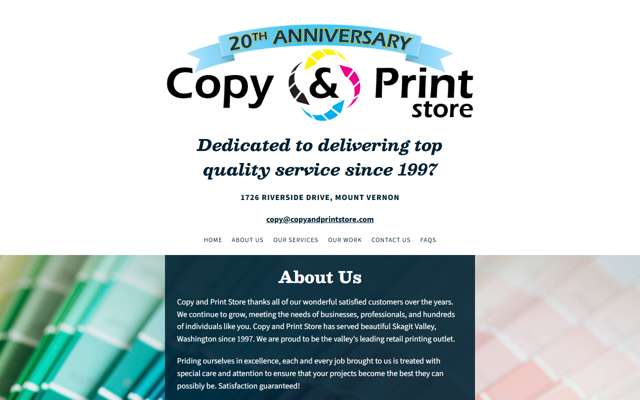 20TH ANNIVERSARY
Copy & Print
store
Dedicated to delivering top
quality service since 1997
1726 RIVERSIDE DRIVE, MOUNT VERNON
copy@copyandprintstore.com
HOME ABOUT US OUR SERVICES OUR WORK CONTACT US FAQS
About Us
Copy and Print Store thanks all of our wonderful satisfied customers over the years.
We continue to grow, meeting the needs of businesses, professionals, and hundreds
of individuals like you. Copy and Print Store has served beautiful Skagit Valley,
Washington since 1997. We are proud to be the valley's leading retail printing outlet.
Priding ourselves in excellence, each and every job brought to us is treated with
special care and attention to ensure that your projects become the best they can
possibly be. Satisfaction guaranteed!